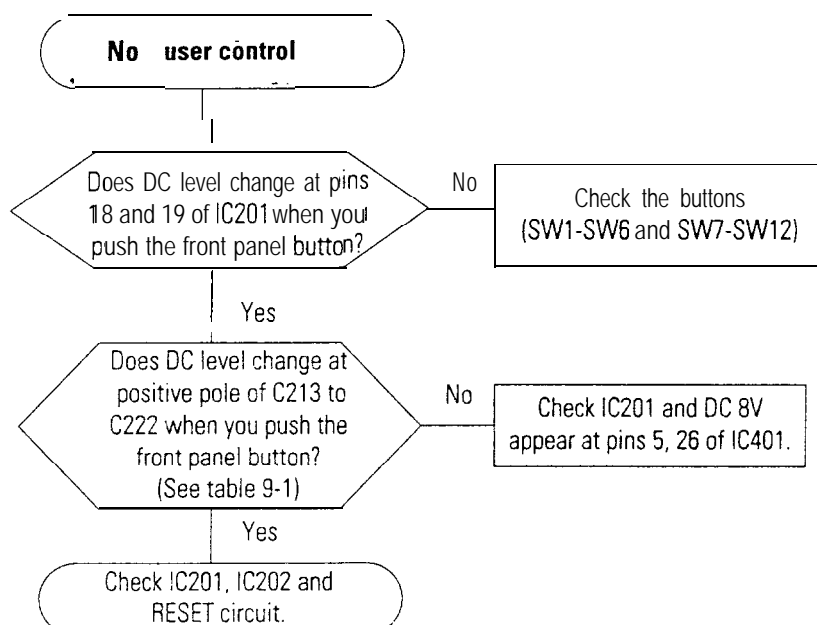 No user control
Does DC level change at pins
18 and 19 of IC201 when you
push the front panel button?
No
Check the buttons
(SW1-SW6 and SW7-SW12)
Yes
Does DC level change at
positive pole of C213 to
C222 when you push the
front panel button?
(See table 9-1)
No
Check IC201 and DC 8V
appear at pins 5, 26 of IC401.
Yes
Check IC201, IC202 and
RESET circuit.